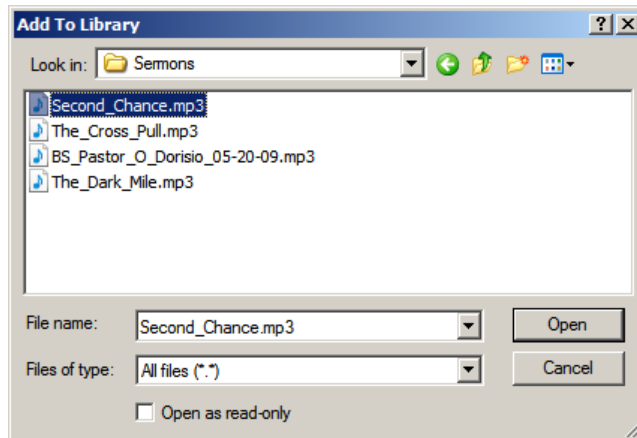 Add To Library
Look in: Sermons
Second_Chance.mp3
The_Cross_Pull.mp3
BS_Pastor_O_Dorisio_05-20-09.mp3
The_Dark_Mile.mp3
File name: Second_Chance.mp3 Open
Files of type: All files (*.*) Cancel
Open as read-only